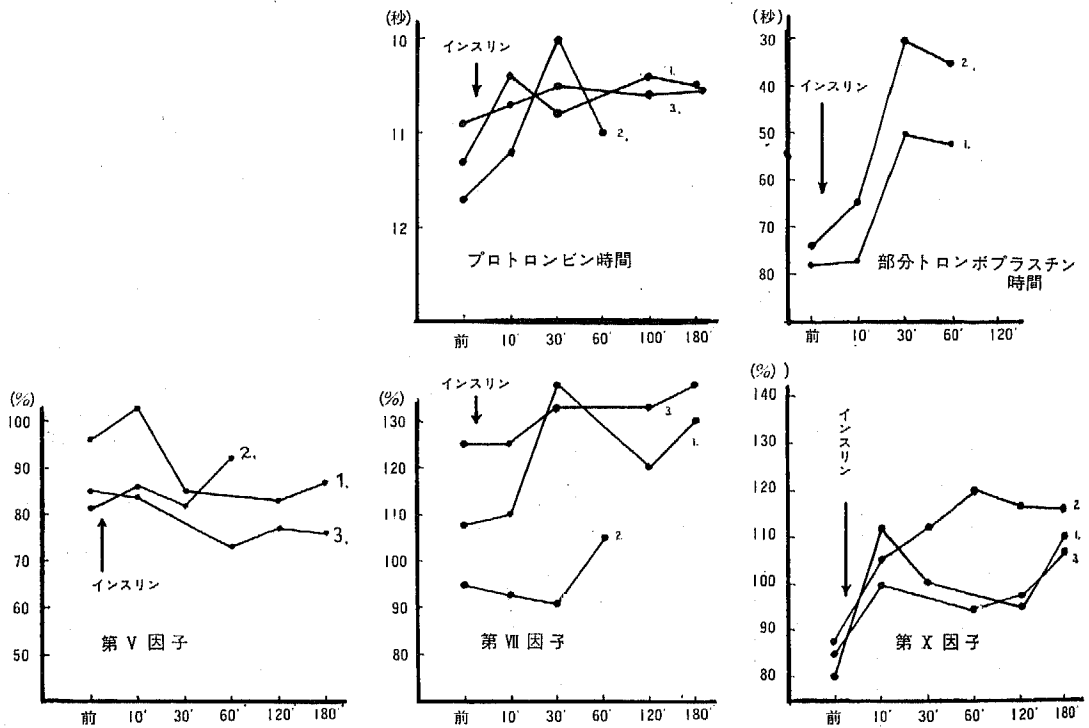 (秒)
10
11
12
インスリン
1.
3.
2.
プロトロンビン時間
前 10' 30' 60' 100' 180'
(秒)
30
40
50
60
70
80
インスリン
2.
1.
部分トロンボプラスチン
時間
前 10' 30' 60' 120'
(%)
100
90
80
70
60
50
2.
1.
3.
インスリン
第 V 因子
前 10' 30' 60' 120' 180'
(%)
130
120
110
100
90
80
インスリン
3
1.
2.
第 VII 因子
前 10' 30' 60' 120' 180'
(%)
140
130
120
110
100
90
80
インスリン
2
1.
3.
第 X 因子
前 10' 30' 60' 120' 180'